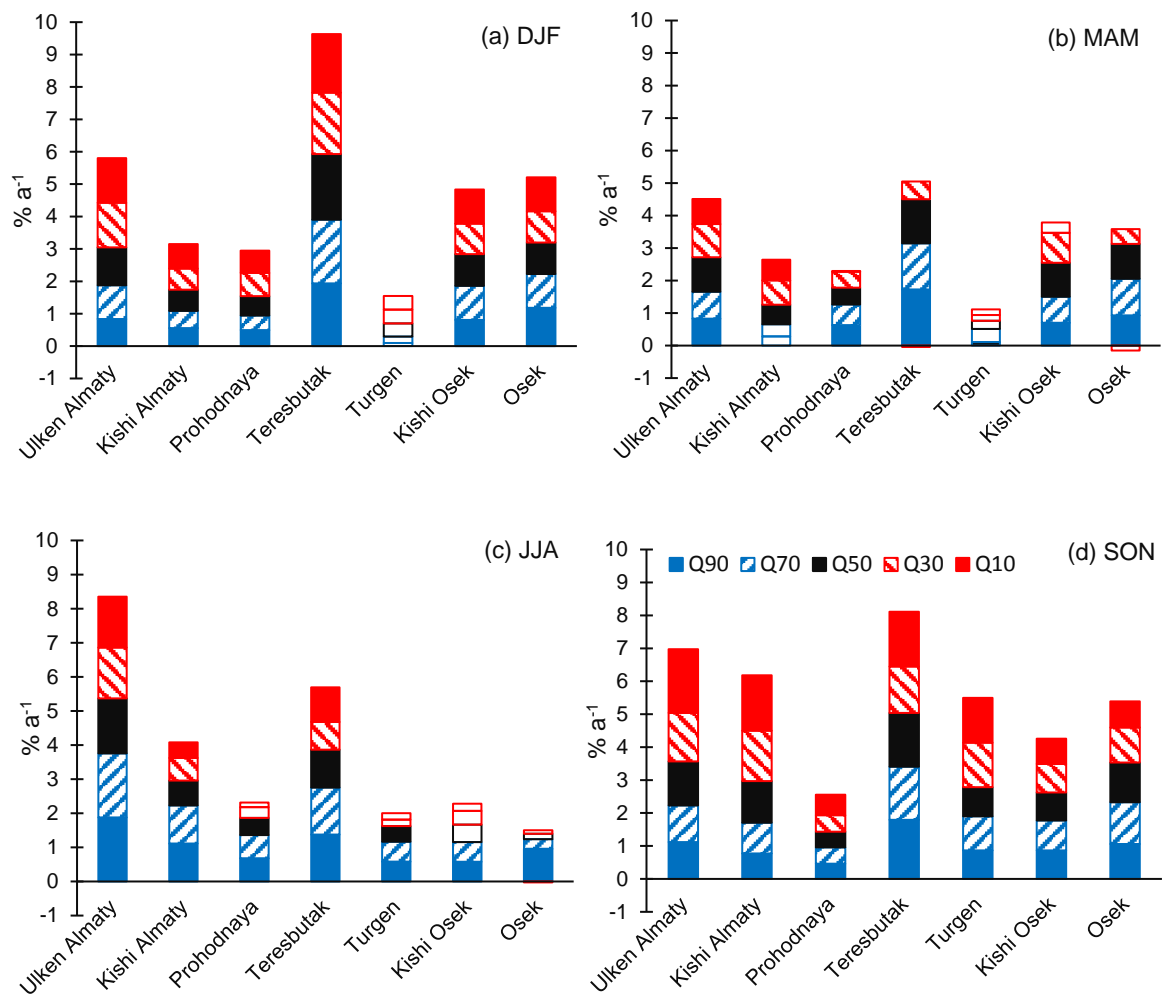 (a) DJF
10
9
8
7
6
5
4
3
2
1
0
-1
% a-1
Ulken Almaty
Kishi Almaty
Prohodnaya
Teresbutak
Turgen
Kishi Osek
Osek
(b) MAM
10
9
8
7
6
5
4
3
2
1
0
-1
% a-1
Ulken Almaty
Kishi Almaty
Prohodnaya
Teresbutak
Turgen
Kishi Osek
Osek
(c) JJA
10
9
8
7
6
5
4
3
2
1
0
-1
% a-1
Ulken Almaty
Kishi Almaty
Prohodnaya
Teresbutak
Turgen
Kishi Osek
Osek
(d) SON
Q90 Q70 Q50 Q30 Q10
10
9
8
7
6
5
4
3
2
1
0
-1
% a-1
Ulken Almaty
Kishi Almaty
Prohodnaya
Teresbutak
Turgen
Kishi Osek
Osek